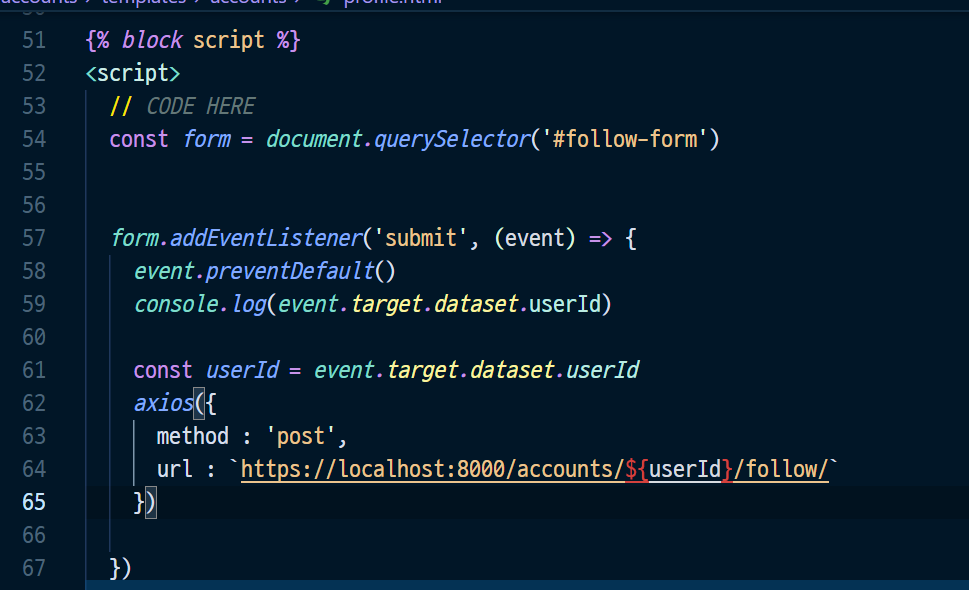 accounts > templates > accounts > profile.html
51 {% block script %}
52 <script>
53 // CODE HERE
54 const form = document.querySelector('#follow-form')
55
56
57 form.addEventListener('submit', (event) => {
58 event.preventDefault()
59 console.log(event.target.dataset.userId)
60
61 const userId = event.target.dataset.userId
62 axios({
63 method : 'post',
64 url : `https://localhost:8000/accounts/${userId}/follow/`
65 })
66
67 })